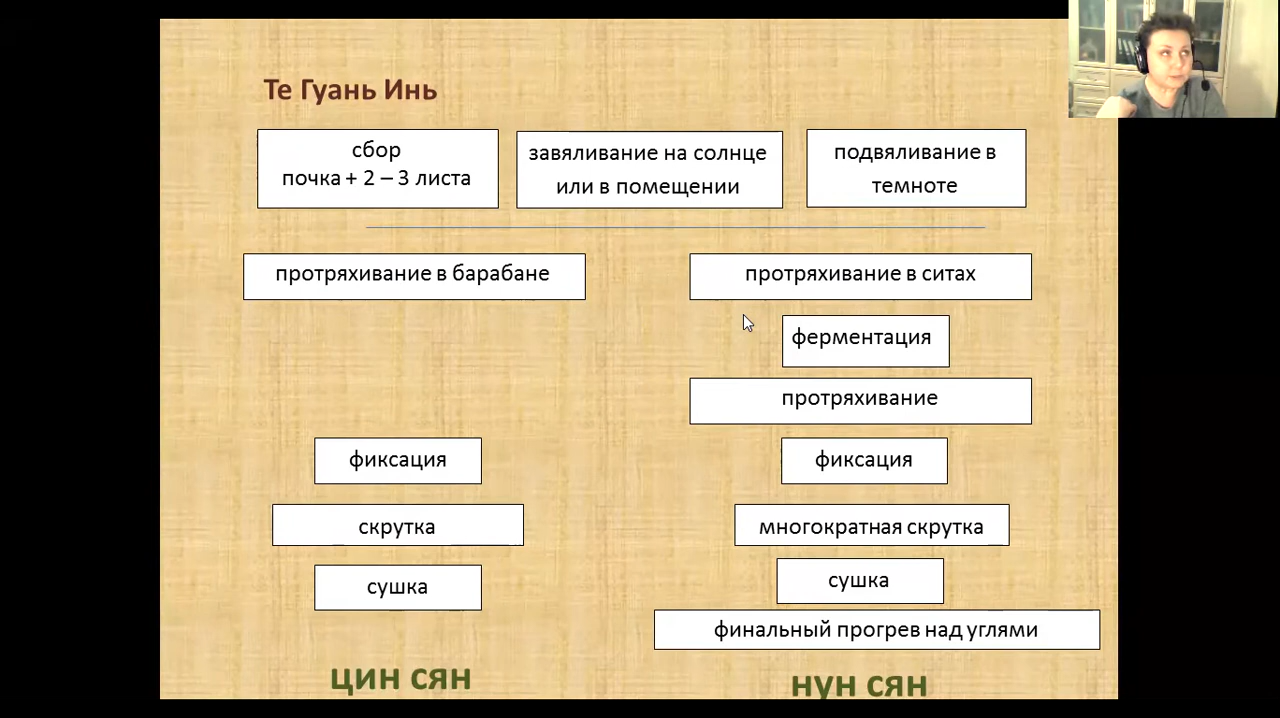 Те Гуань Инь
сбор
почка + 2 – 3 листа
завяливание на солнце
или в помещении
подвяливание в
темноте
протряхивание в барабане
протряхивание в ситах
ферментация
протряхивание
фиксация
фиксация
скрутка
многократная скрутка
сушка
сушка
финальный прогрев над углями
цин сян
нун сян